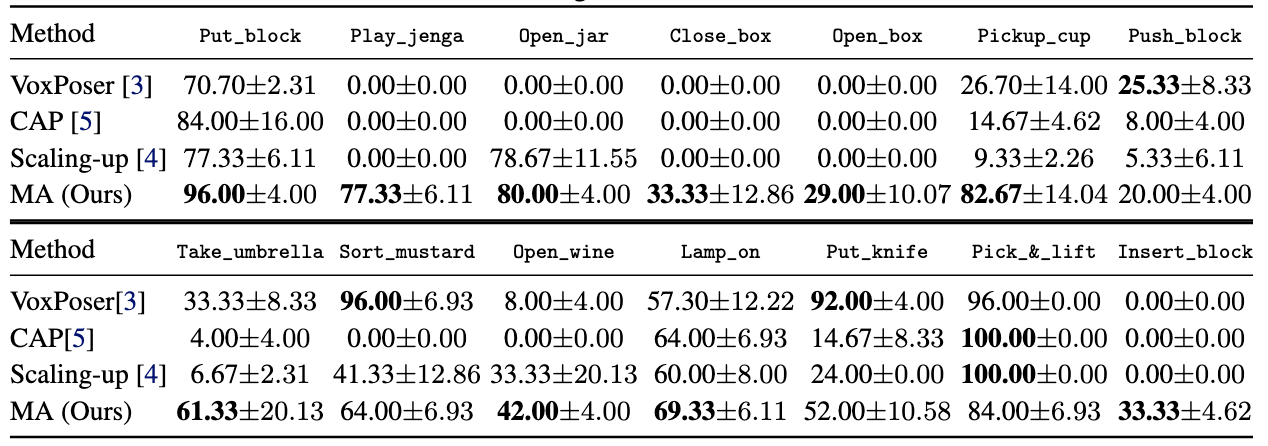 Method Put_block Play_jenga Open_jar Close_box Open_box Pickup_cup Push_block
VoxPoser [3] 70.70±2.31 0.00±0.00 0.00±0.00 0.00±0.00 0.00±0.00 26.70±14.00 25.33±8.33
CAP [5] 84.00±16.00 0.00±0.00 0.00±0.00 0.00±0.00 0.00±0.00 14.67±4.62 8.00±4.00
Scaling-up [4] 77.33±6.11 0.00±0.00 78.67±11.55 0.00±0.00 0.00±0.00 9.33±2.26 5.33±6.11
MA (Ours) 96.00±4.00 77.33±6.11 80.00±4.00 33.33±12.86 29.00±10.07 82.67±14.04 20.00±4.00
Method Take_umbrella Sort_mustard Open_wine Lamp_on Put_knife Pick_&_lift Insert_block
VoxPoser[3] 33.33±8.33 96.00±6.93 8.00±4.00 57.30±12.22 92.00±4.00 96.00±0.00 0.00±0.00
CAP[5] 4.00±4.00 0.00±0.00 0.00±0.00 64.00±6.93 14.67±8.33 100.00±0.00 0.00±0.00
Scaling-up [4] 6.67±2.31 41.33±12.86 33.33±20.13 60.00±8.00 24.00±0.00 100.00±0.00 0.00±0.00
MA (Ours) 61.33±20.13 64.00±6.93 42.00±4.00 69.33±6.11 52.00±10.58 84.00±6.93 33.33±4.62